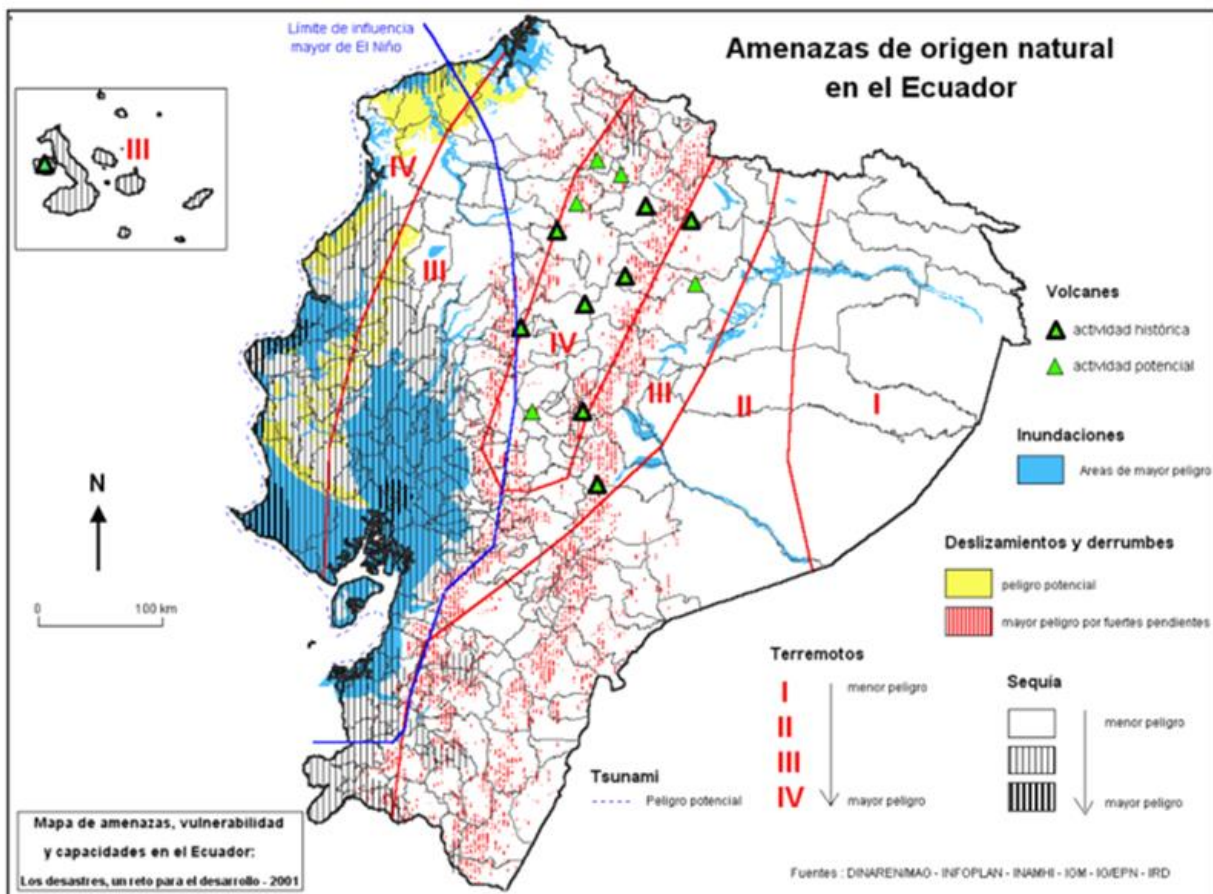 Límite de influencia
mayor de El Niño
Amenazas de origen natural
en el Ecuador
III
IV
III
IV
III
II
I
N
0 100 km
Volcanes
actividad histórica
actividad potencial
Inundaciones
Areas de mayor peligro
Deslizamientos y derrumbes
peligro potencial
mayor peligro por fuertes pendientes
Terremotos
I
II
III
IV
menor peligro
mayor peligro
Sequía
menor peligro
mayor peligro
Tsunami
Peligro potencial
Mapa de amenazas, vulnerabilidad
y capacidades en el Ecuador:
Los desastres, un reto para el desarrollo - 2001
Fuentes : DINAREN/MAG - INFOPLAN - INAMHI - IGM - IG/EPN - IRD